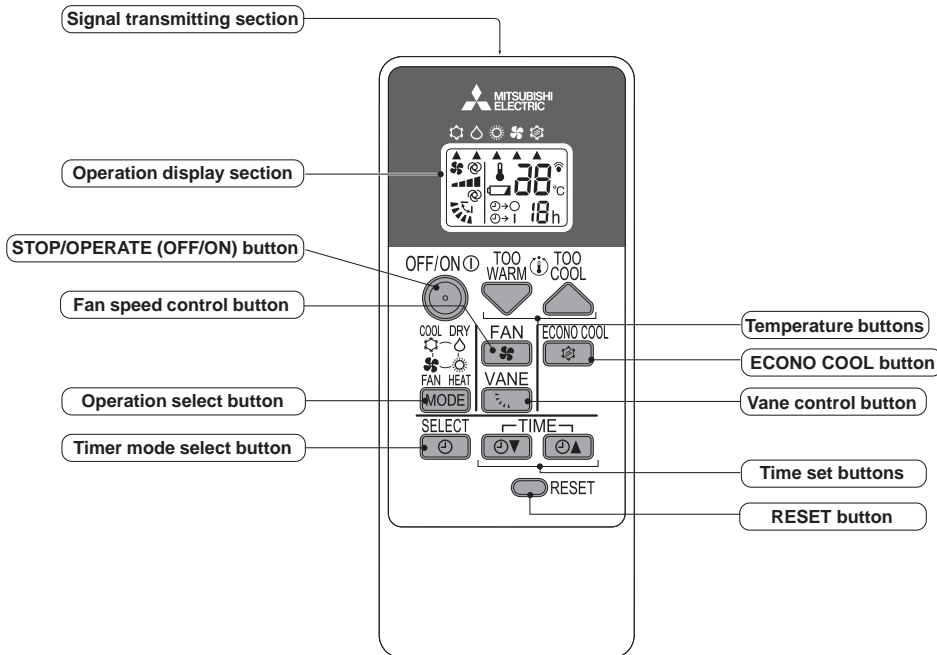 Signal transmitting section
MITSUBISHI
ELECTRIC
Operation display section
88°C
18h
STOP/OPERATE (OFF/ON) button
OFF/ON
TOO WARM
TOO COOL
Fan speed control button
COOL DRY
FAN
ECONO COOL
Temperature buttons
ECONO COOL button
FAN HEAT
VANE
Operation select button
MODE
Vane control button
SELECT
TIME
Timer mode select button
Time set buttons
RESET
RESET button